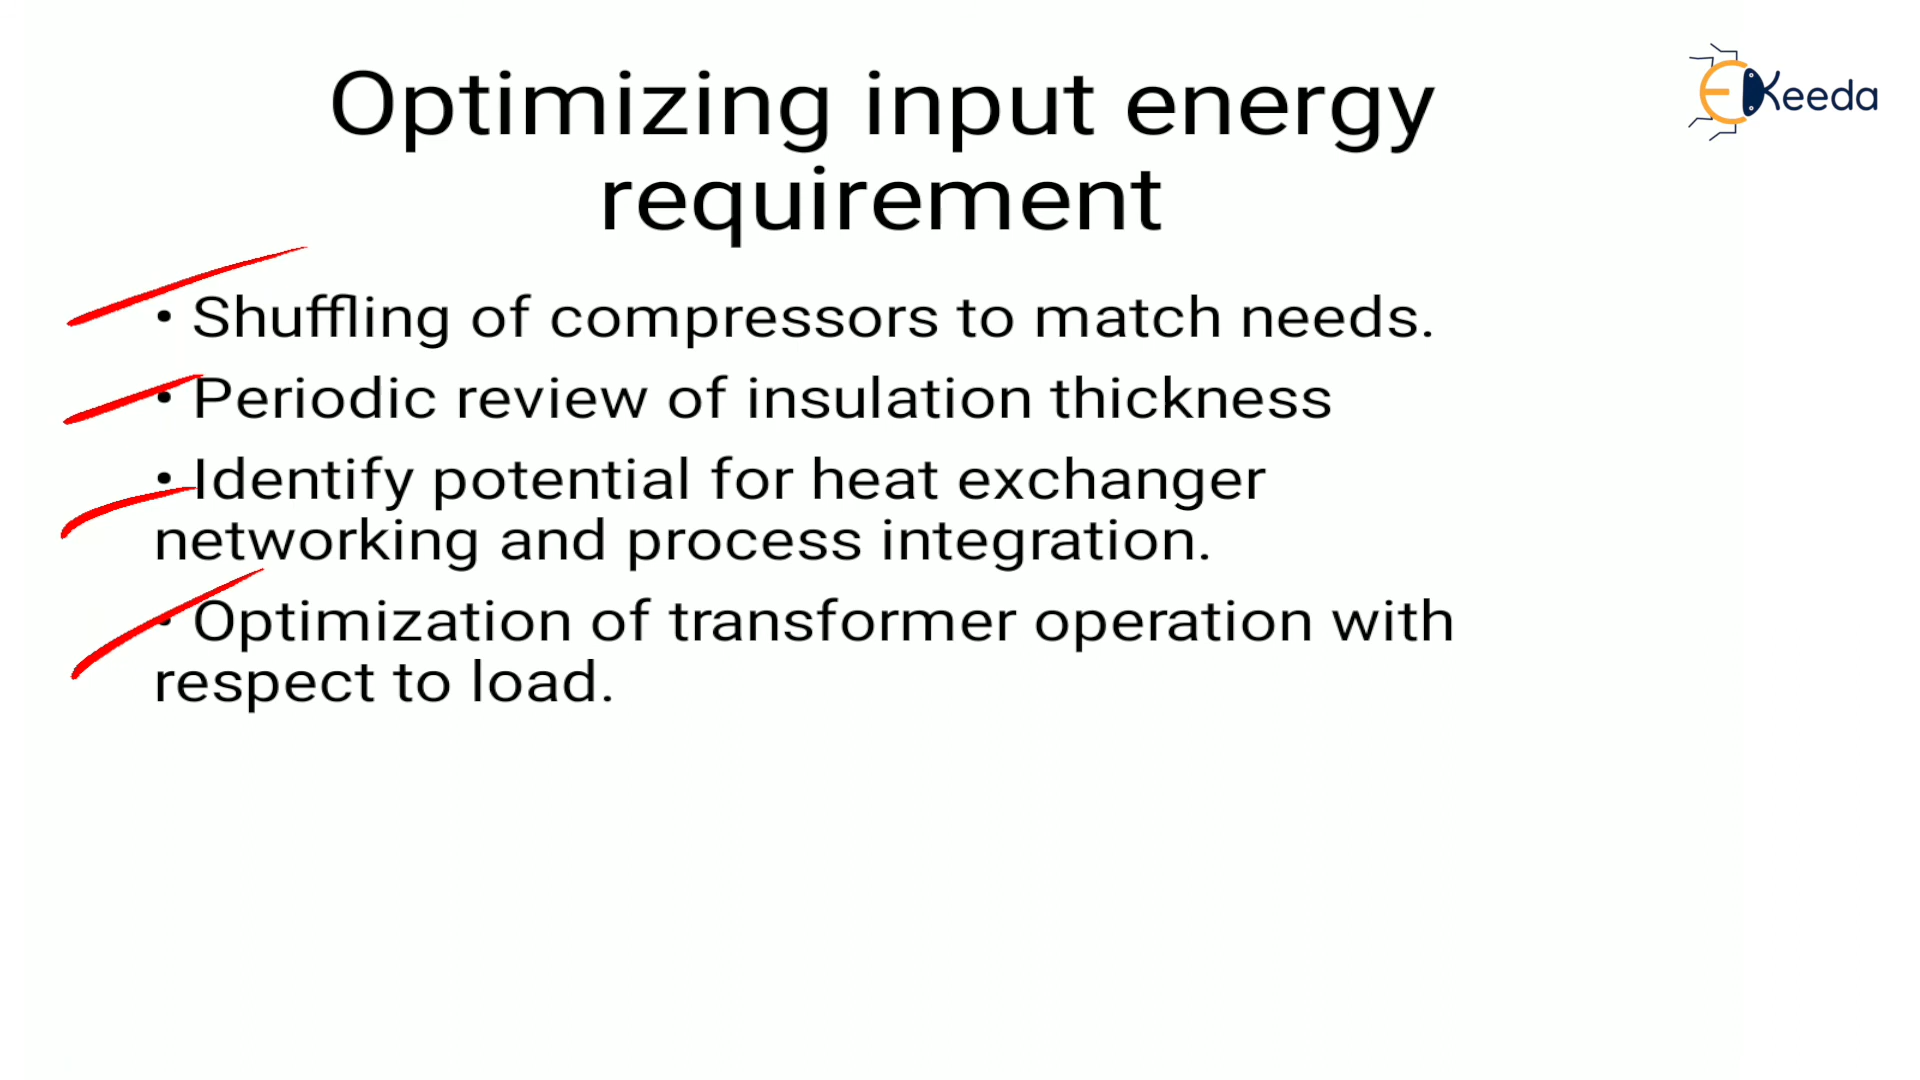 Optimizing input energy
requirement
EKeeda
• Shuffling of compressors to match needs.
• Periodic review of insulation thickness
• Identify potential for heat exchanger
networking and process integration.
• Optimization of transformer operation with
respect to load.